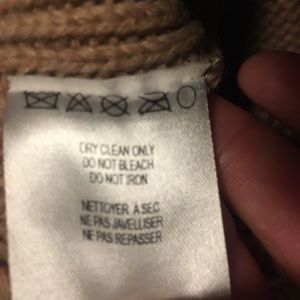 DRY CLEAN ONLY
DO NOT BLEACH
DO NOT IRON
NETTOYER À SEC
NE PAS JAVELLISER
NE PAS REPASSER